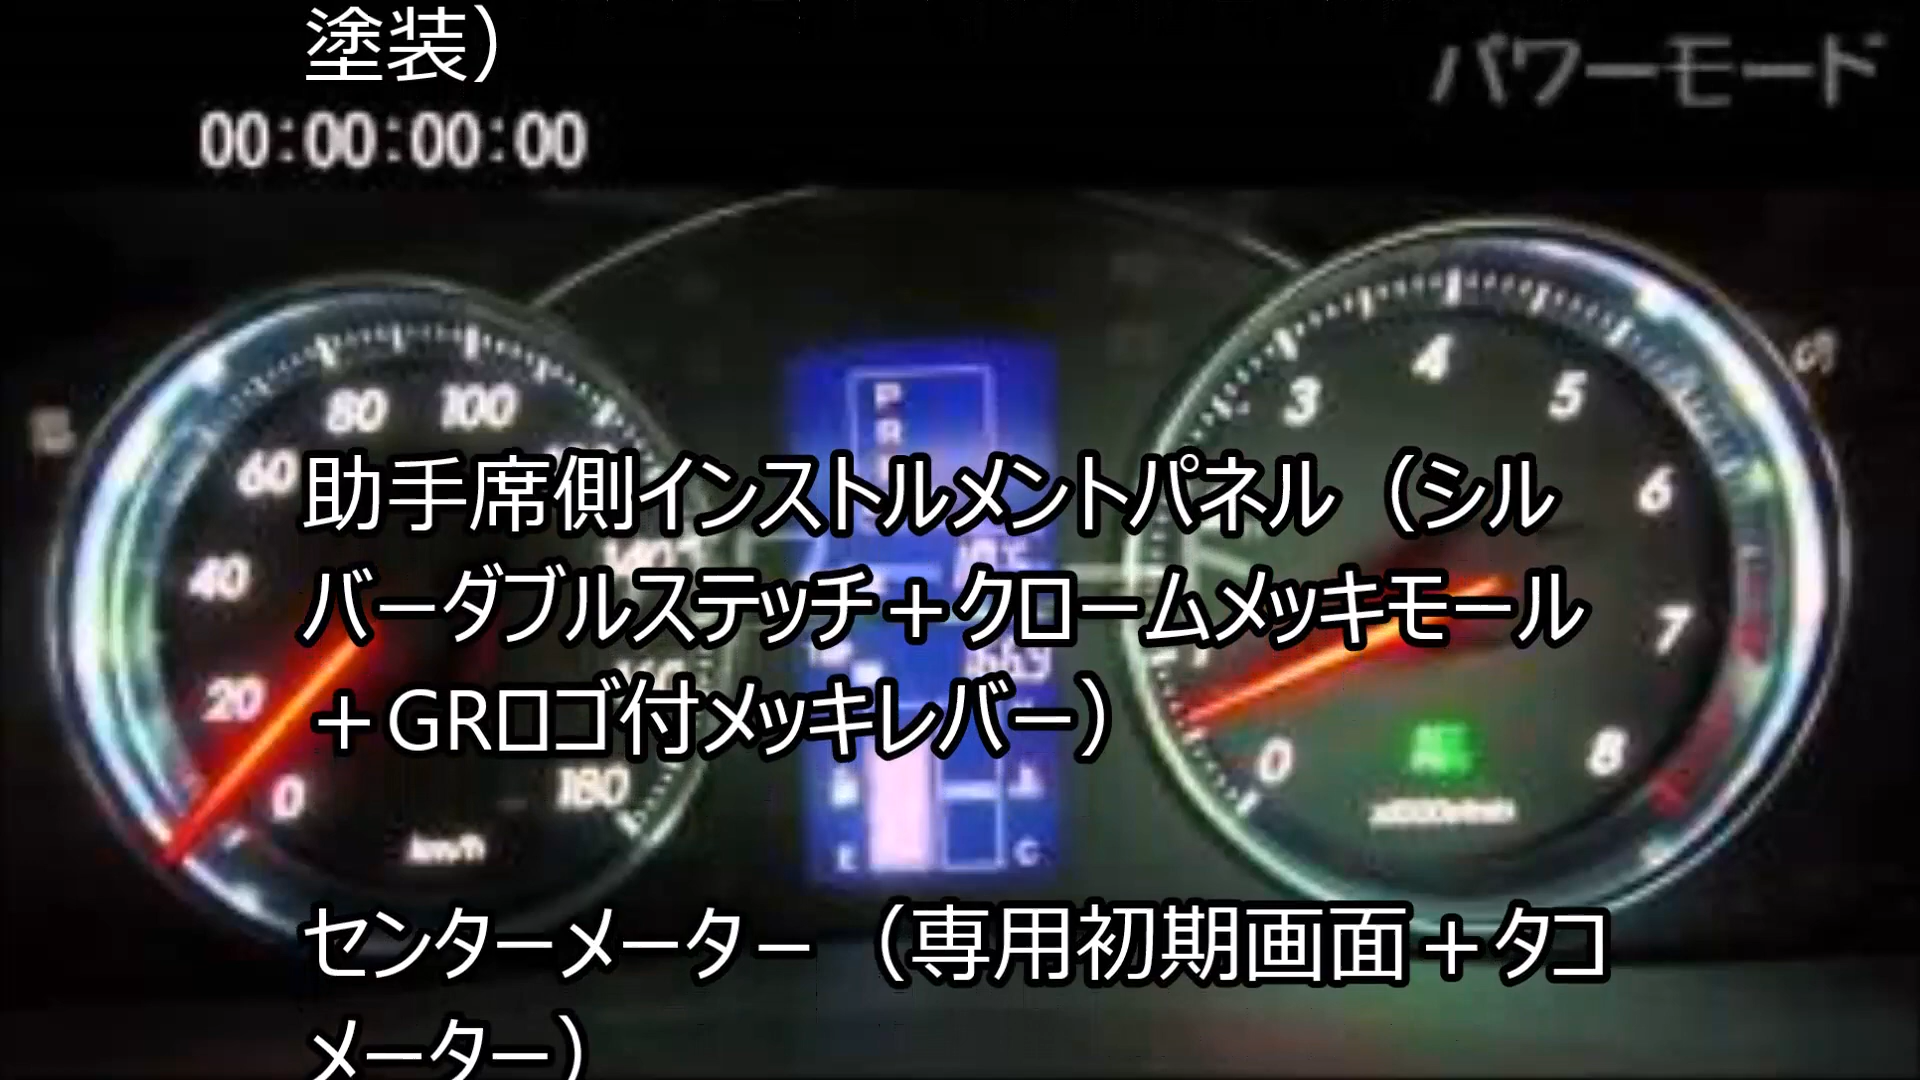 塗装）
パワーモード
00:00:00:00
80 100
60
40
20
0
180
km/h
P
R
E
C
3
4
5
6
7
8
0
助手席側インストルメントパネル（シル
バーダブルステッチ＋クロームメッキモール
＋GRロゴ付メッキレバー）
センターメーター（専用初期画面＋タコ
メーター）